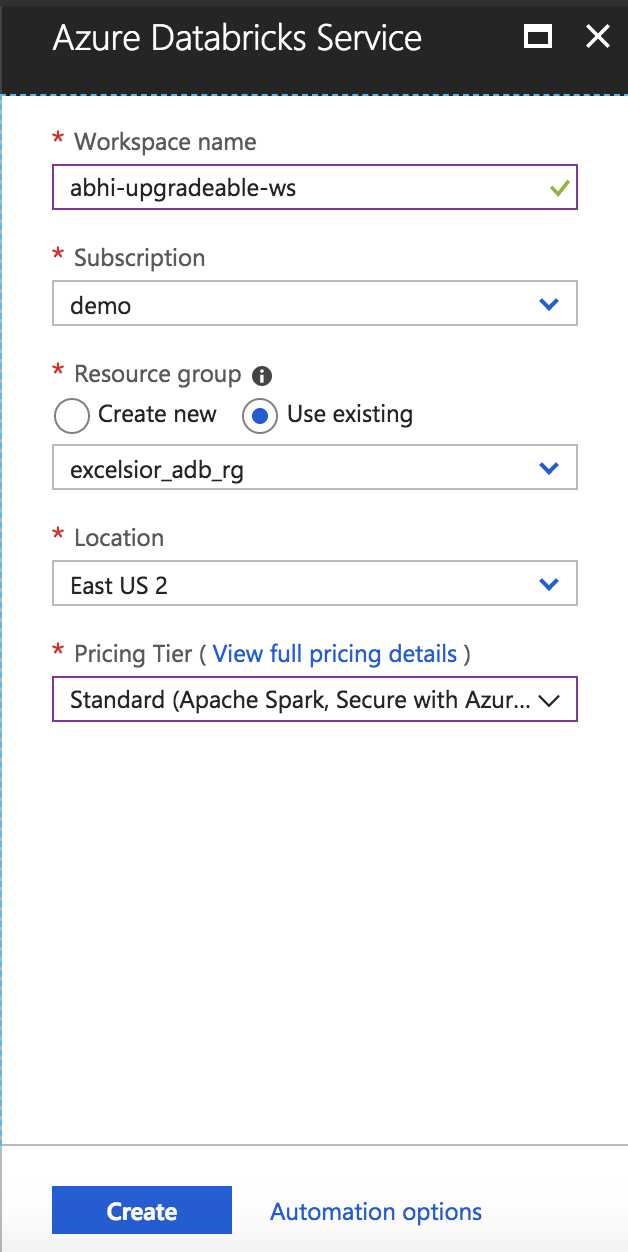 Azure Databricks Service
* Workspace name
abhi-upgradeable-ws
* Subscription
demo
* Resource group
Create new Use existing
excelsior_adb_rg
* Location
East US 2
* Pricing Tier ( View full pricing details )
Standard (Apache Spark, Secure with Azur...
Create Automation options